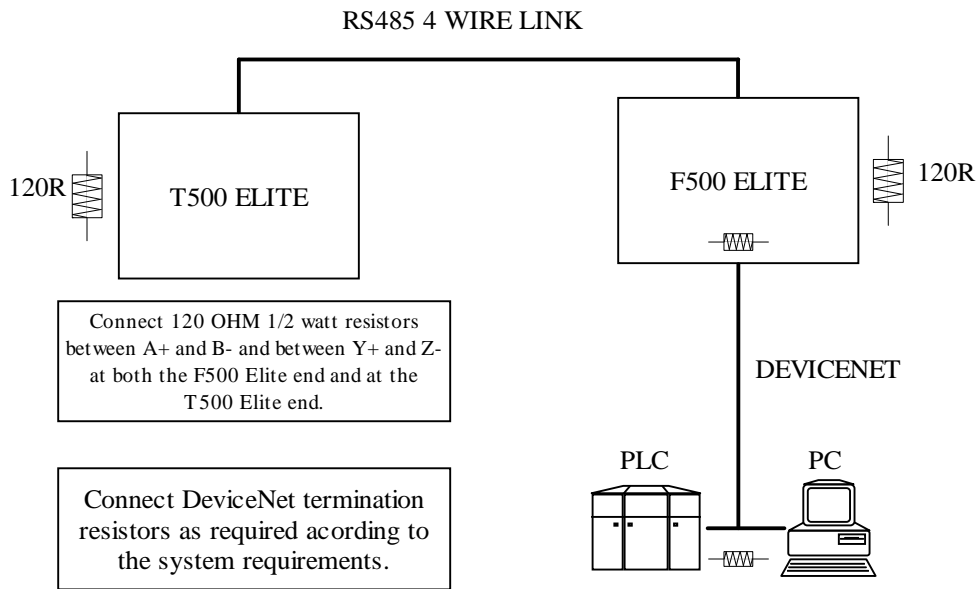 RS485 4 WIRE LINK
120R
T500 ELITE
F500 ELITE
120R
Connect 120 OHM 1/2 watt resistors
between A+ and B- and between Y+ and Z-
at both the F500 Elite end and at the
T500 Elite end.
DEVICENET
PLC
PC
Connect DeviceNet termination
resistors as required acording to
the system requirements.